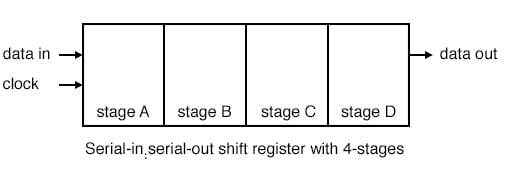 data in
data out
clock
stage A stage B stage C stage D
Serial-in,serial-out shift register with 4-stages